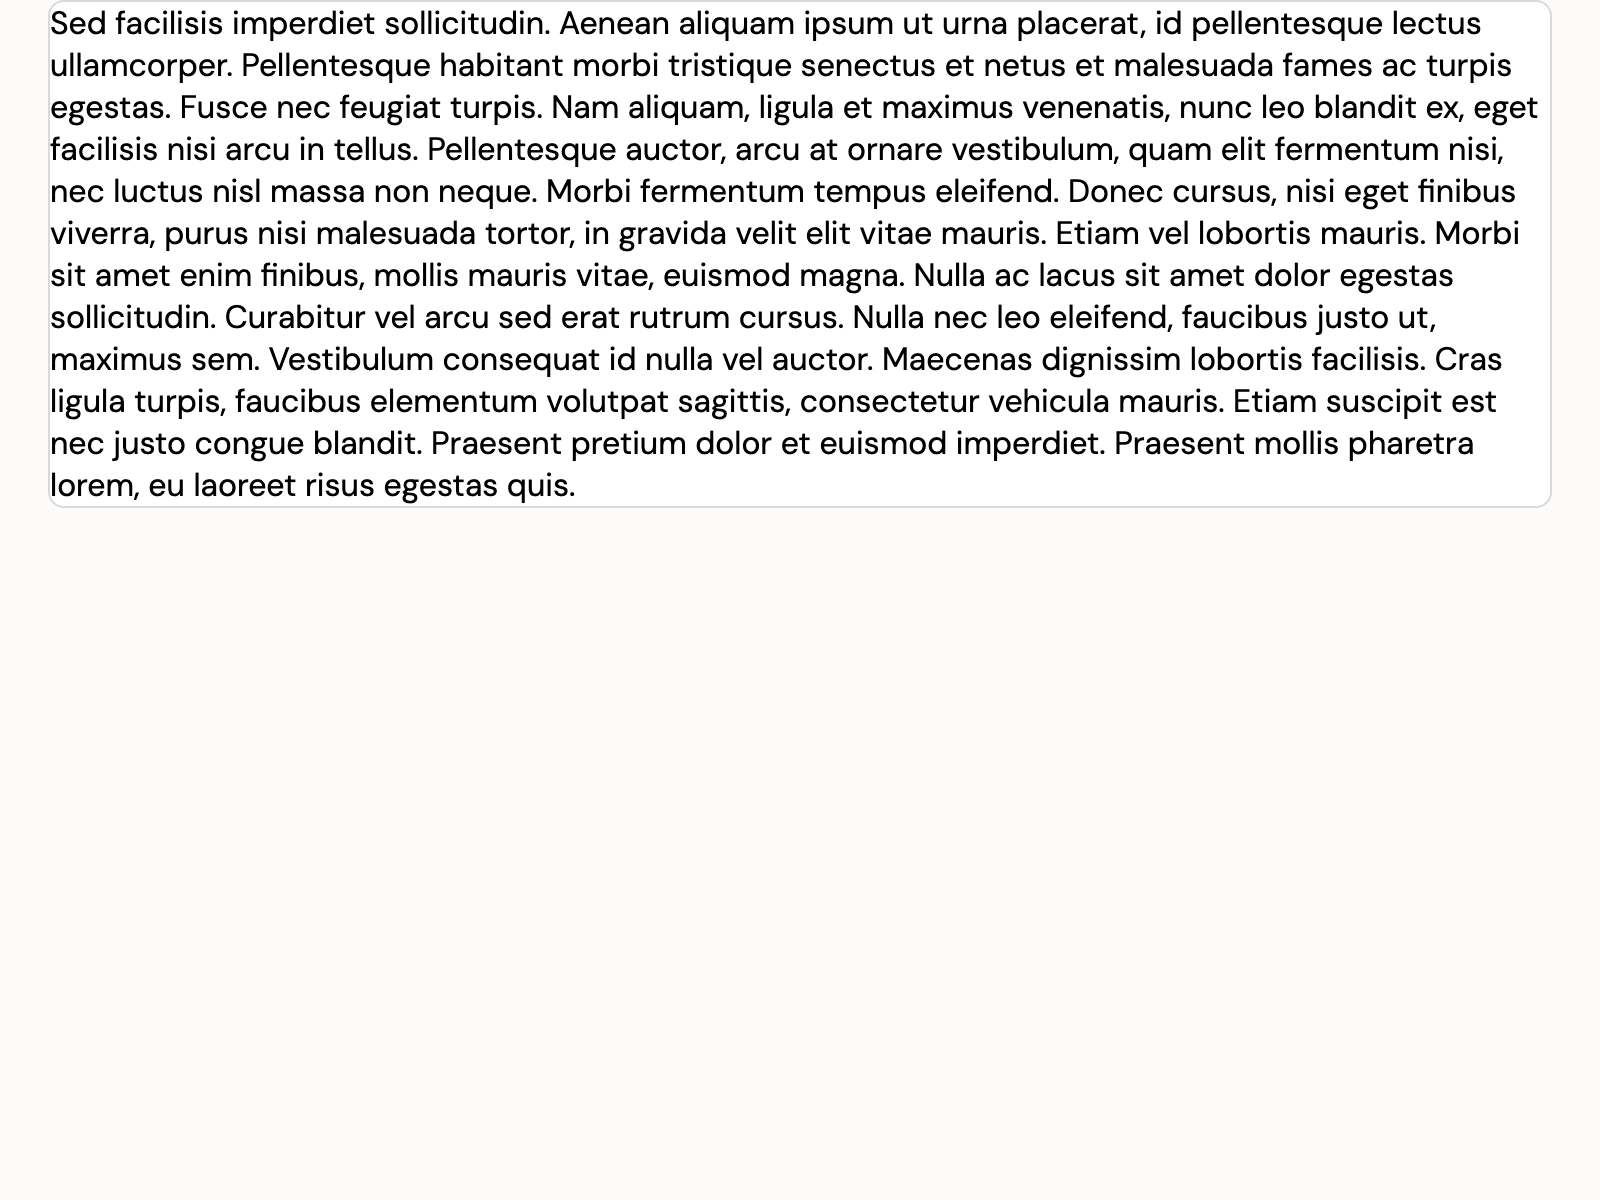 Sed facilisis imperdiet sollicitudin. Aenean aliquam ipsum ut urna placerat, id pellentesque lectus
ullamcorper. Pellentesque habitant morbi tristique senectus et netus et malesuada fames ac turpis
egestas. Fusce nec feugiat turpis. Nam aliquam, ligula et maximus venenatis, nunc leo blandit ex, eget
facilisis nisi arcu in tellus. Pellentesque auctor, arcu at ornare vestibulum, quam elit fermentum nisi,
nec luctus nisl massa non neque. Morbi fermentum tempus eleifend. Donec cursus, nisi eget finibus
viverra, purus nisi malesuada tortor, in gravida velit elit vitae mauris. Etiam vel lobortis mauris. Morbi
sit amet enim finibus, mollis mauris vitae, euismod magna. Nulla ac lacus sit amet dolor egestas
sollicitudin. Curabitur vel arcu sed erat rutrum cursus. Nulla nec leo eleifend, faucibus justo ut,
maximus sem. Vestibulum consequat id nulla vel auctor. Maecenas dignissim lobortis facilisis. Cras
ligula turpis, faucibus elementum volutpat sagittis, consectetur vehicula mauris. Etiam suscipit est
nec justo congue blandit. Praesent pretium dolor et euismod imperdiet. Praesent mollis pharetra
lorem, eu laoreet risus egestas quis.